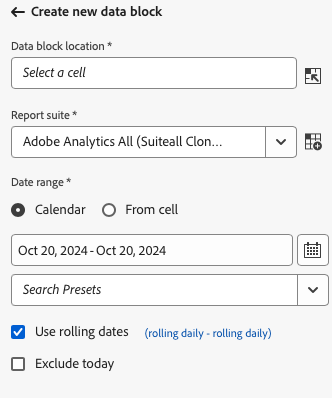 Create new data block
Data block location *
Select a cell
Report suite *
Adobe Analytics All (Suiteall Clon...
Date range *
Calendar
From cell
Oct 20, 2024 - Oct 20, 2024
Search Presets
Use rolling dates (rolling daily - rolling daily)
Exclude today